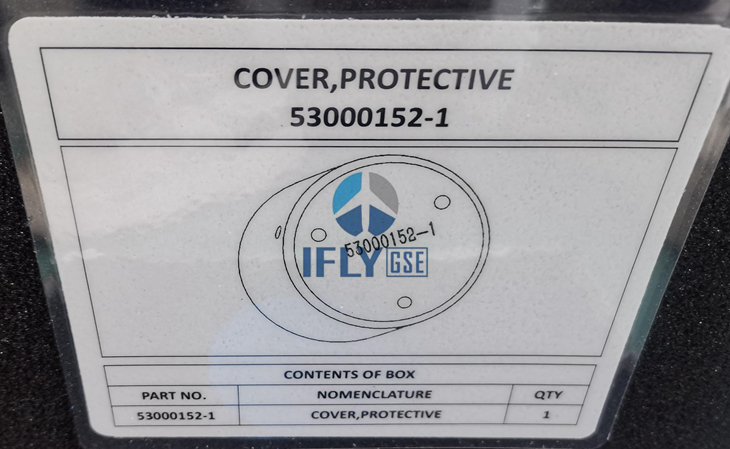 COVER,PROTECTIVE
53000152-1
53000152-1
IFLY GSE
CONTENTS OF BOX
PART NO. NOMENCLATURE QTY
53000152-1 COVER,PROTECTIVE 1